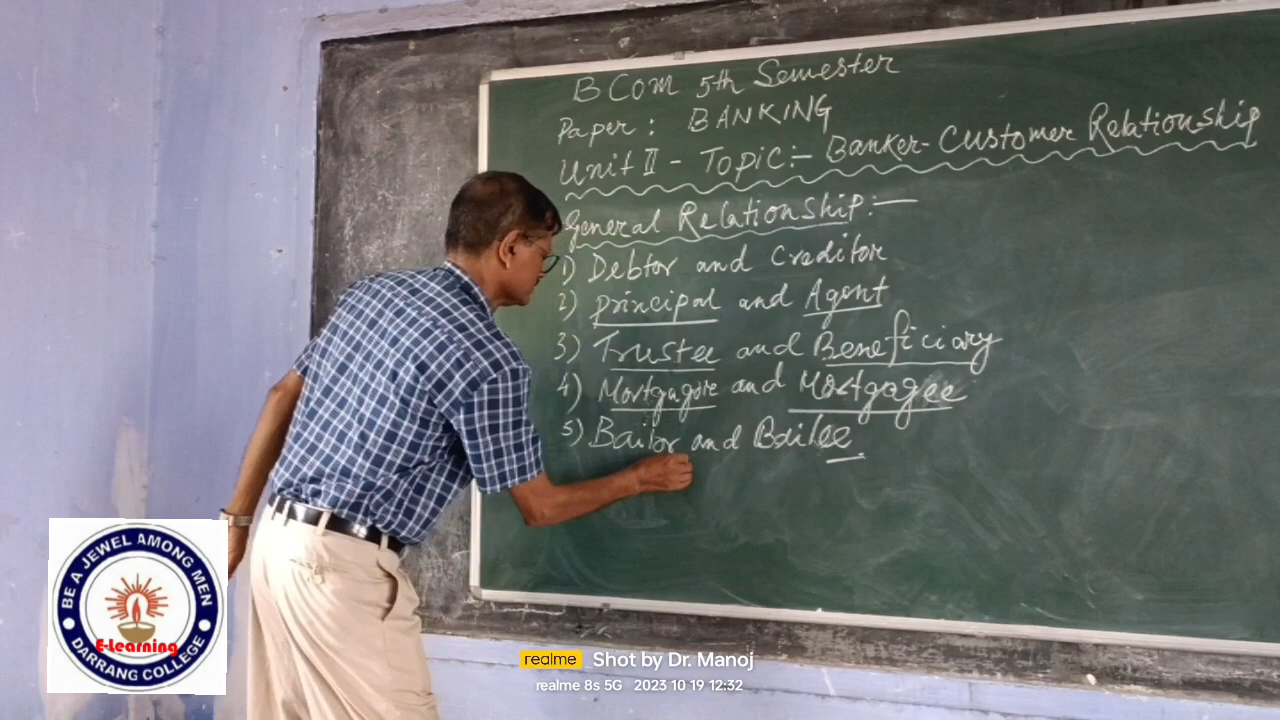 BCom 5th Semester
Paper: BANKING
Unit II - Topic:- Banker-Customer Relationship
General Relationship:-
1) Debtor and Creditor
2) Principal and Agent
3) Trustee and Beneficiary
4) Mortgagore and Mortgagee
5) Bailor and Bailee
BE A JEWEL AMONG MEN
E-Learning
DARRANG COLLEGE
realme Shot by Dr. Manoj
realme 8s 5G 2023 10 19 12:32